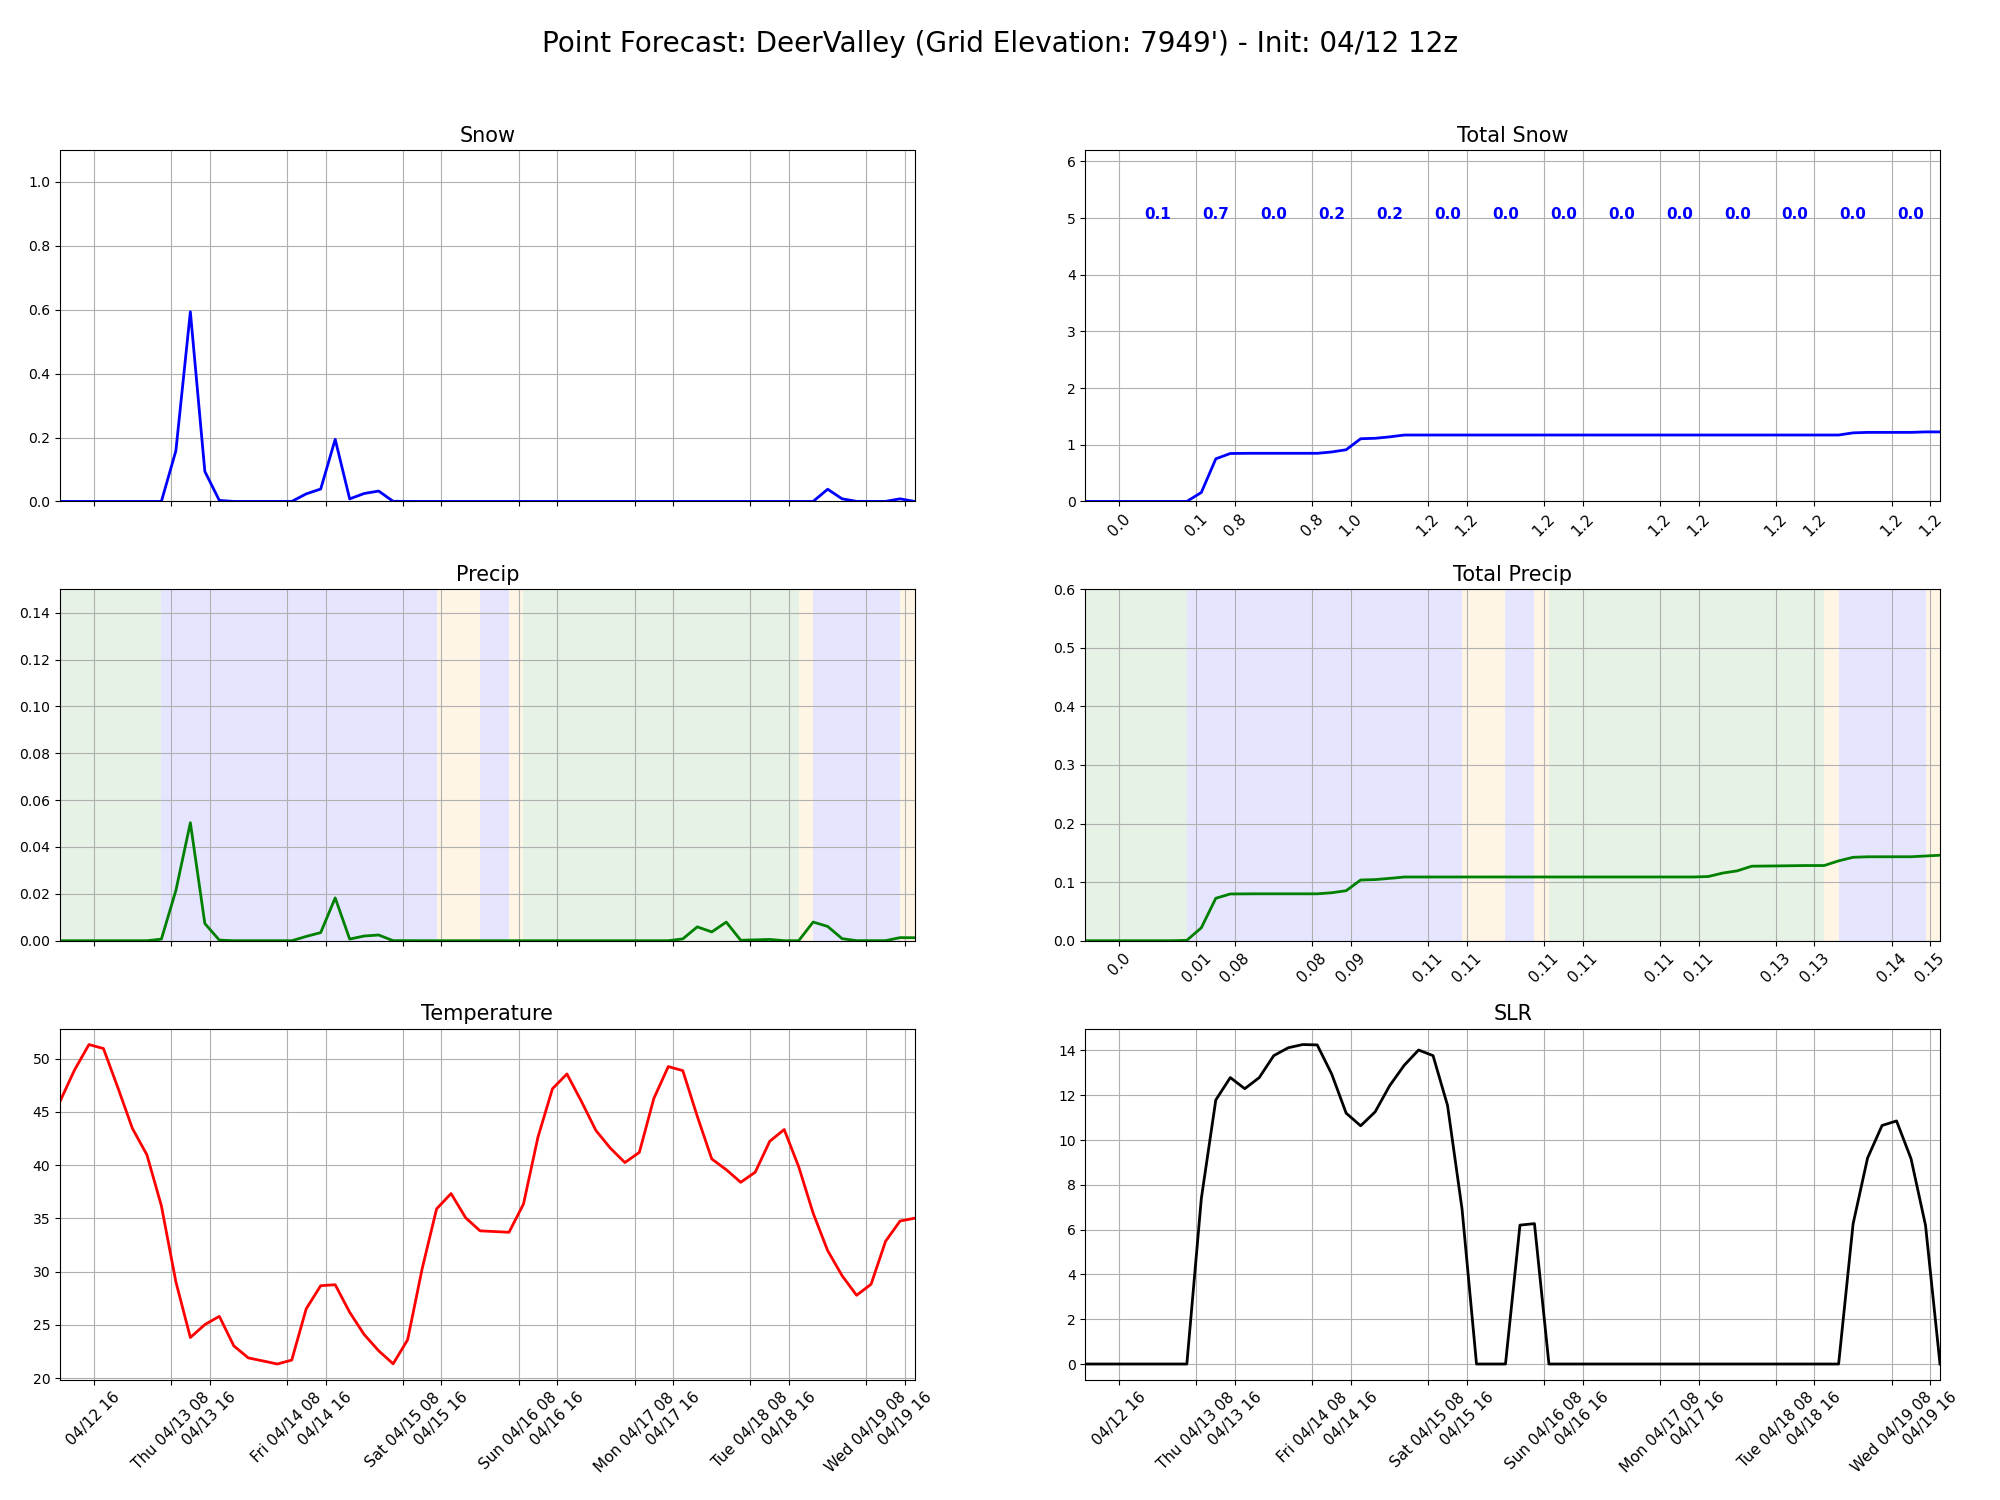 Point Forecast: DeerValley (Grid Elevation: 7949') - Init: 04/12 12z
Snow
1.0
0.8
0.6
0.4
0.2
0.0
Total Snow
6
5
4
3
2
1
0
0.1 0.7 0.0 0.2 0.2 0.0 0.0 0.0 0.0 0.0 0.0 0.0 0.0 0.0
0.0 0.1 0.8 0.8 1.0 1.2 1.2 1.2 1.2 1.2 1.2 1.2 1.2 1.2 1.2
Precip
0.14
0.12
0.10
0.08
0.06
0.04
0.02
0.00
Total Precip
0.6
0.5
0.4
0.3
0.2
0.1
0.0
0.0 0.01 0.08 0.08 0.09 0.11 0.11 0.11 0.11 0.11 0.11 0.13 0.13 0.14 0.15
Temperature
50
45
40
35
30
25
20
04/12 16
Thu 04/13 08
04/13 16
Fri 04/14 08
04/14 16
Sat 04/15 08
04/15 16
Sun 04/16 08
04/16 16
Mon 04/17 08
04/17 16
Tue 04/18 08
04/18 16
Wed 04/19 08
04/19 16
SLR
14
12
10
8
6
4
2
0
04/12 16
Thu 04/13 08
04/13 16
Fri 04/14 08
04/14 16
Sat 04/15 08
04/15 16
Sun 04/16 08
04/16 16
Mon 04/17 08
04/17 16
Tue 04/18 08
04/18 16
Wed 04/19 08
04/19 16